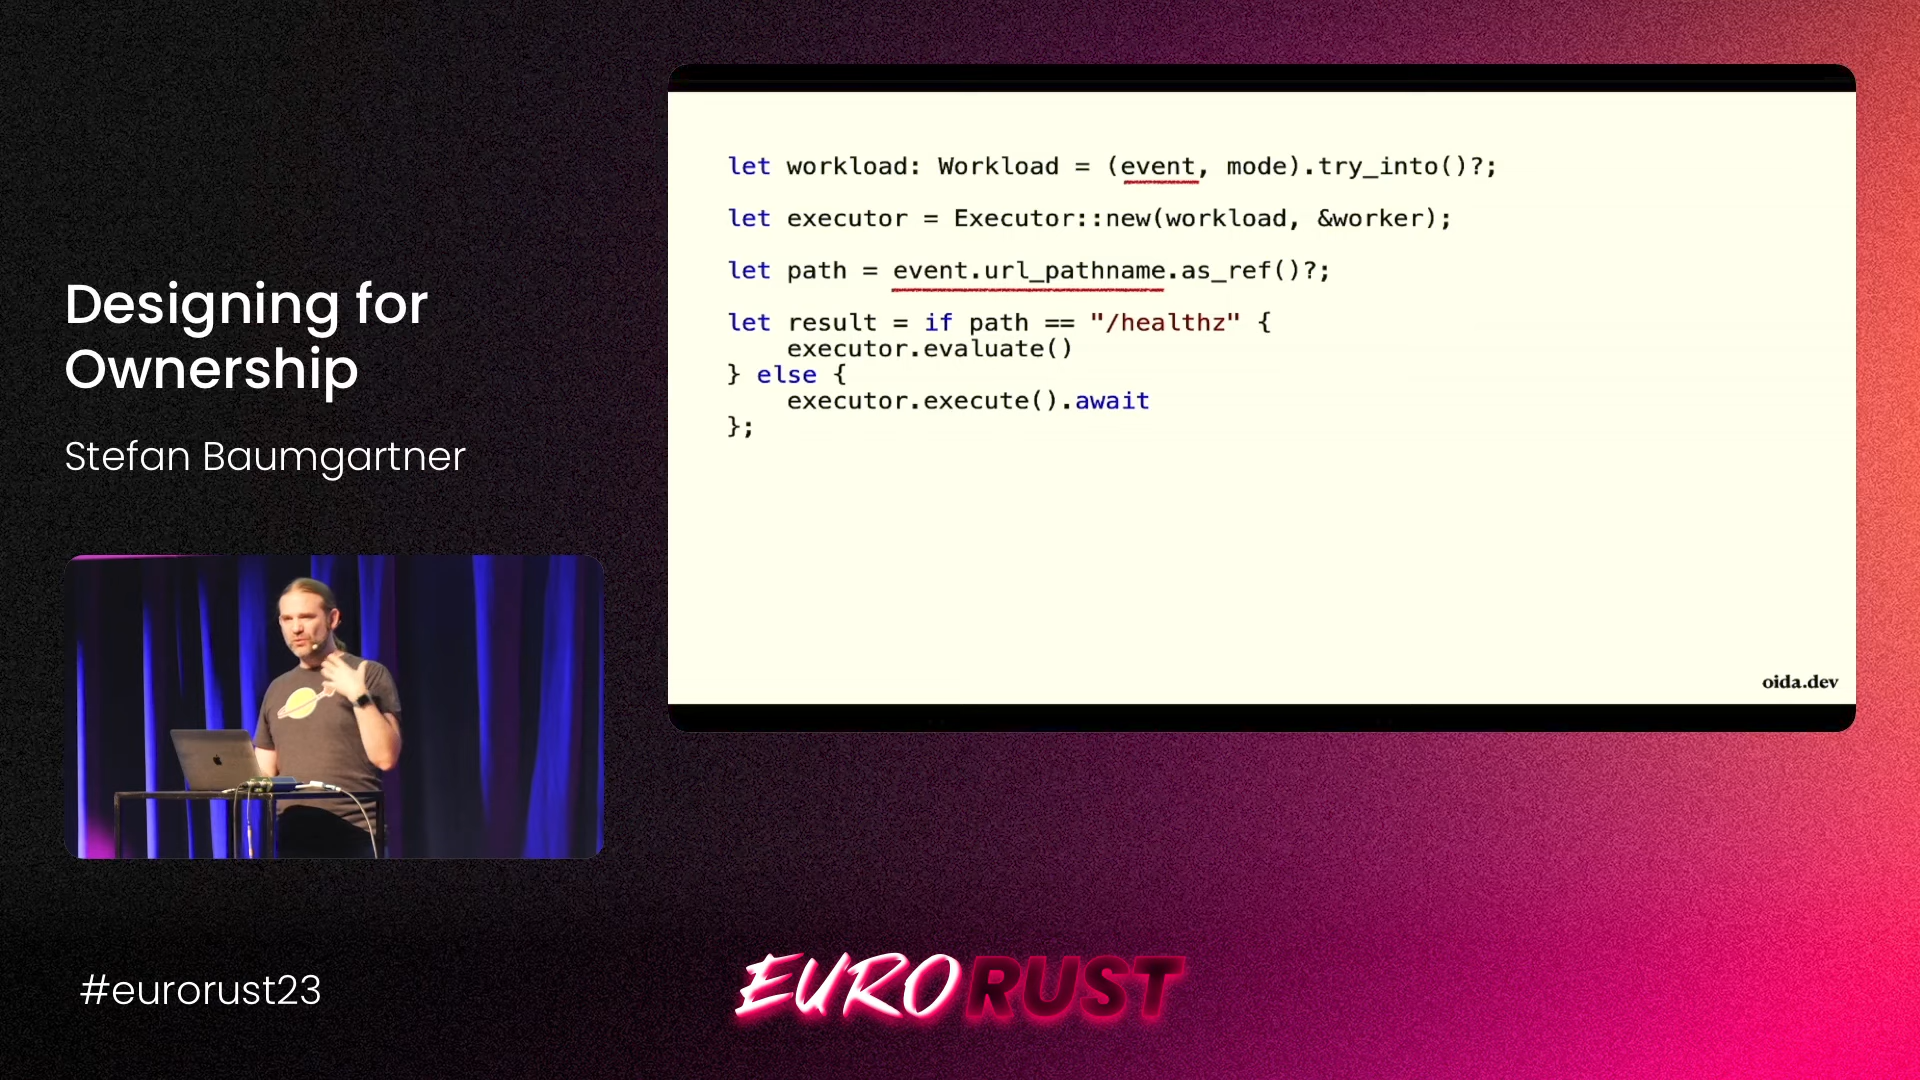 Designing for
Ownership
Stefan Baumgartner
let workload: Workload = (event, mode).try_into()?;
let executor = Executor::new(workload, &worker);
let path = event.url_pathname.as_ref()?;
let result = if path == "/healthz" {
    executor.evaluate()
} else {
    executor.execute().await
};
oida.dev
#eurorust23
EURORUST